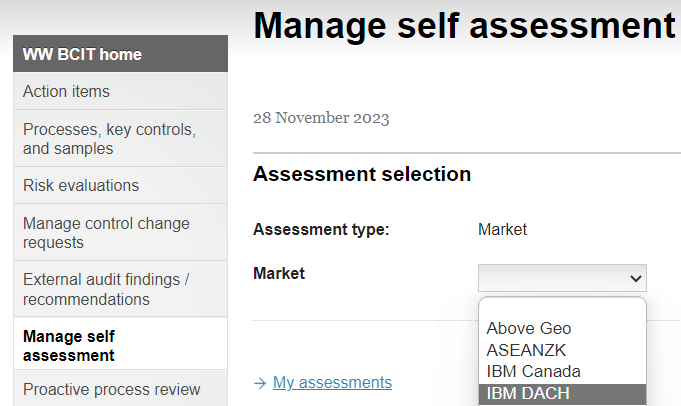 Manage self assessment
WW BCIT home
Action items
Processes, key controls,
and samples
Risk evaluations
Manage control change
requests
External audit findings /
recommendations
Manage self
assessment
Proactive process review
28 November 2023
Assessment selection
Assessment type: Market
Market
Above Geo
ASEANZK
IBM Canada
IBM DACH
My assessments